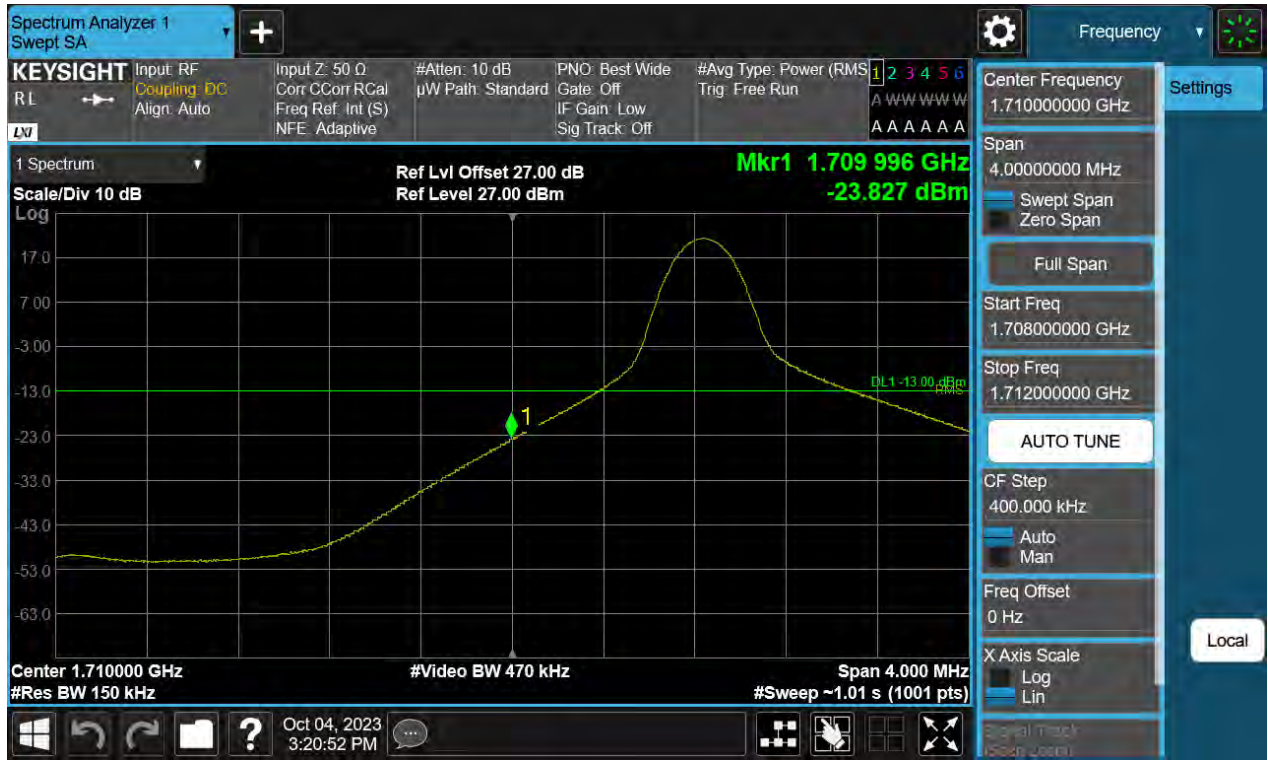 Spectrum Analyzer 1
Swept SA
Frequency
KEYSIGHT
RL
LXI
Input: RF
Coupling: DC
Align: Auto
Input Z: 50 Ω
Corr CCorr RCal
Freq Ref: Int (S)
NFE: Adaptive
#Atten: 10 dB
µW Path: Standard
PNO: Best Wide
Gate: Off
IF Gain: Low
Sig Track: Off
#Avg Type: Power (RMS
Trig: Free Run
1 2 3 4 5 6
A W W W W W
A A A A A A
1 Spectrum
Scale/Div 10 dB
Ref Lvl Offset 27.00 dB
Ref Level 27.00 dBm
Mkr1 1.709 996 GHz
-23.827 dBm
Log
17.0
7.00
-3.00
-13.0
-23.0
-33.0
-43.0
-53.0
-63.0
1
DL1 -13.00 dBm
RMS
Center 1.710000 GHz
#Video BW 470 kHz
Span 4.000 MHz
#Res BW 150 kHz
#Sweep ~1.01 s (1001 pts)
Center Frequency
1.710000000 GHz
Settings
Span
4.00000000 MHz
Swept Span
Zero Span
Full Span
Start Freq
1.708000000 GHz
Stop Freq
1.712000000 GHz
AUTO TUNE
CF Step
400.000 kHz
Auto
Man
Freq Offset
0 Hz
X Axis Scale
Log
Lin
Signal Track
(Span Zoom)
Local
?
Oct 04, 2023
3:20:52 PM